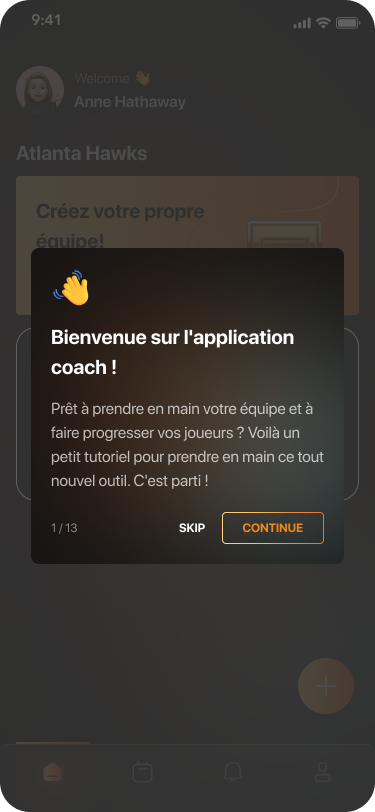 9:41
Welcome 👋
Anne Hathaway
Atlanta Hawks
Créez votre propre
équipe!
👋
Bienvenue sur l'application
coach !
Prêt à prendre en main votre équipe et à
faire progresser vos joueurs ? Voilà un
petit tutoriel pour prendre en main ce tout
nouvel outil. C'est parti !
1 / 13 SKIP CONTINUE